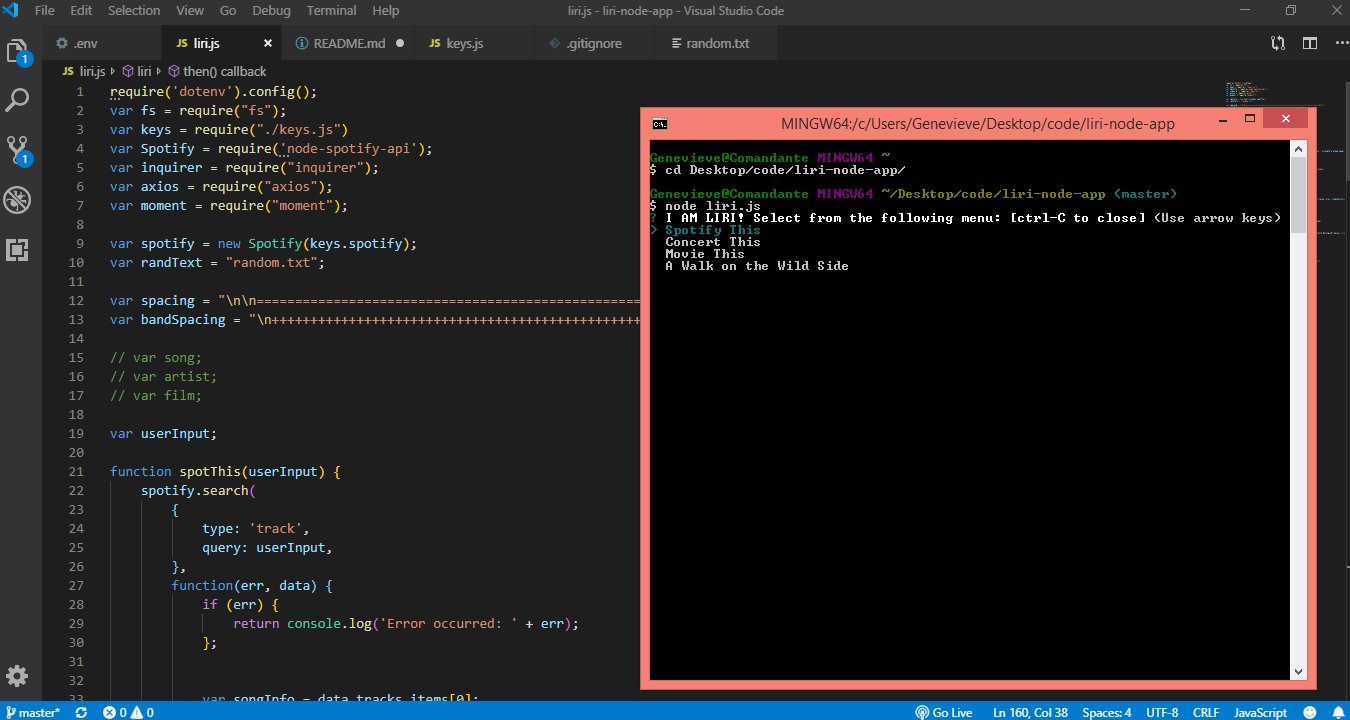 File Edit Selection View Go Debug Terminal Help
liri.js - liri-node-app - Visual Studio Code
.env
JS liri.js ×
README.md ●
JS keys.js
.gitignore
random.txt
1
1
JS liri.js liri then() callback
1 require('dotenv').config();
2 var fs = require("fs");
3 var keys = require("./keys.js")
4 var Spotify = require('node-spotify-api');
5 var inquirer = require("inquirer");
6 var axios = require("axios");
7 var moment = require("moment");
8
9 var spotify = new Spotify(keys.spotify);
10 var randText = "random.txt";
11
12 var spacing = "\n\n==================================================
13 var bandSpacing = "\n++++++++++++++++++++++++++++++++++++++++++++++++
14
15 // var song;
16 // var artist;
17 // var film;
18
19 var userInput;
20
21 function spotThis(userInput) {
22 spotify.search(
23 {
24 type: 'track',
25 query: userInput,
26 },
27 function(err, data) {
28 if (err) {
29 return console.log('Error occurred: ' + err);
30 };
31
32
33 var songInfo = data.tracks.items[0];
MINGW64:/c/Users/Genevieve/Desktop/code/liri-node-app
Genevieve@Comandante MINGW64 ~
$ cd Desktop/code/liri-node-app/
Genevieve@Comandante MINGW64 ~/Desktop/code/liri-node-app (master)
$ node liri.js
? I AM LIRI! Select from the following menu: [ctrl-C to close] (Use arrow keys)
> Spotify This
Concert This
Movie This
A Walk on the Wild Side
master* 0 0 Go Live Ln 160, Col 38 Spaces: 4 UTF-8 CRLF JavaScript